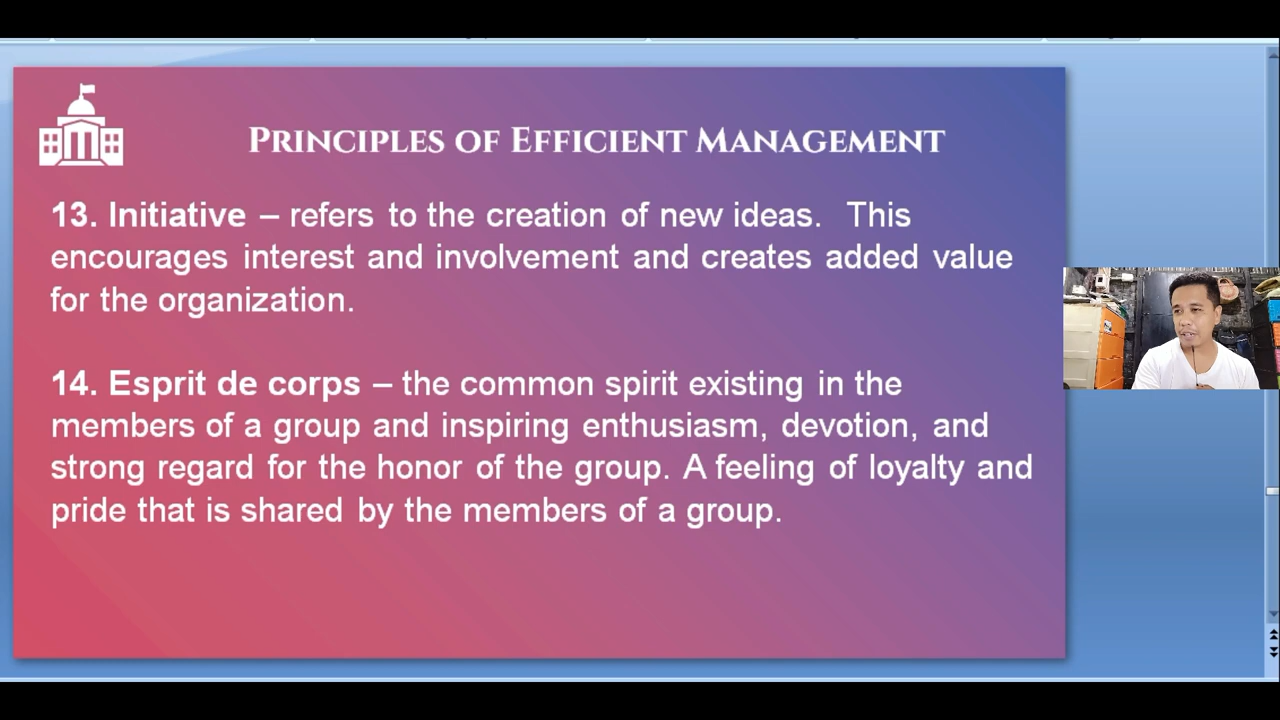 PRINCIPLES OF EFFICIENT MANAGEMENT
13. Initiative – refers to the creation of new ideas. This
encourages interest and involvement and creates added value
for the organization.
14. Esprit de corps – the common spirit existing in the
members of a group and inspiring enthusiasm, devotion, and
strong regard for the honor of the group. A feeling of loyalty and
pride that is shared by the members of a group.